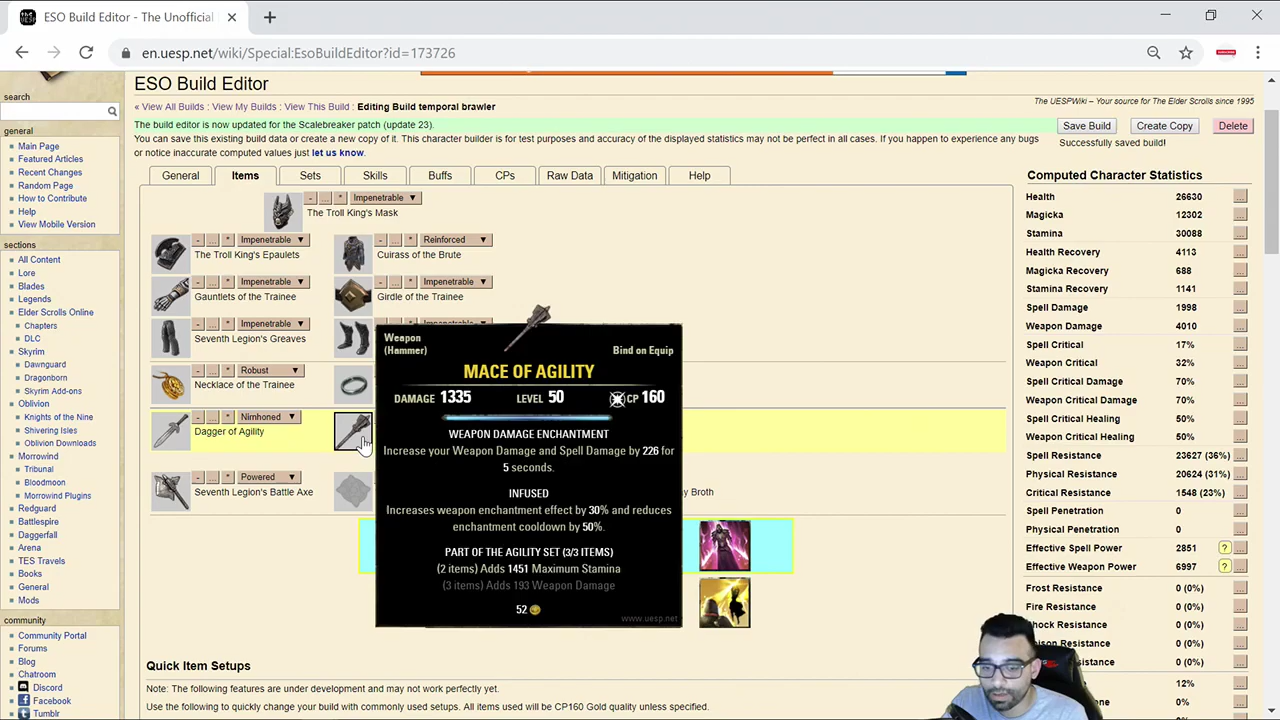 ESO Build Editor - The Unofficial
en.uesp.net/wiki/Special:EsoBuildEditor?id=173726
search
impression
Main Page
Featured Articles
Recent Changes
Random Page
How to Contribute
Help
View Mobile Version
sections
All Content
Lore
Blades
Legends
Elder Scrolls Online
Chapters
DLC
Skyrim
Dawnguard
Dragonborn
Skyrim Add-ons
Oblivion
Knights of the Nine
Shivering Isles
Oblivion Downloads
Morrowind
Tribunal
Bloodmoon
Morrowind Plugins
Redguard
Battlespire
Daggerfall
Arena
TES Travels
Books
General
Mods
community
Community Portal
Forums
Blog
Chatroom
Discord
Facebook
Tumblr
ESO Build Editor
The UESPWiki – Your source for The Elder Scrolls since 1995
« View All Builds : View My Builds : View This Build : Editing Build temporal brawler
The build editor is now updated for the Scalebreaker patch (update 23).
You can save this existing build data or create a new copy of it. This character builder is for test purposes and accuracy of the displayed statistics may not be perfect in all cases. If you happen to experience any bugs
or notice inaccurate computed values just let us know.
Save Build Create Copy Delete
Successfully saved build!
General Items Sets Skills Buffs CPs Raw Data Mitigation Help
- ... * Impenetrable ▼
The Troll King's Mask
- ... * Impenetrable ▼
The Troll King's Epaulets
- ... * Reinforced ▼
Cuirass of the Brute
- ... * Impenetrable ▼
Gauntlets of the Trainee
- ... * Impenetrable ▼
Girdle of the Trainee
- ... * Impenetrable ▼
Seventh Legion's Greaves
- ... * Impenetrable ▼
- ... * Robust ▼
Necklace of the Trainee
- ... * Nirnhoned ▼
Dagger of Agility
- ... * Powered ▼
Seventh Legion's Battle Axe
Broth
Weapon
(Hammer)
Bind on Equip
MACE OF AGILITY
DAMAGE 1335 LEVEL 50 CP 160
WEAPON DAMAGE ENCHANTMENT
Increase your Weapon Damage and Spell Damage by 226 for
5 seconds.
INFUSED
Increases weapon enchantment effect by 30% and reduces
enchantment cooldown by 50%.
PART OF THE AGILITY SET (3/3 ITEMS)
(2 items) Adds 1451 Maximum Stamina
(3 items) Adds 193 Weapon Damage
52
www.uesp.net
Quick Item Setups
Note: The following features are under development and may not work perfectly yet.
Use the following to quickly change your build with commonly used setups. All items used will be CP160 Gold quality unless specified.
Computed Character Statistics
Health 26630 ...
Magicka 12302 ...
Stamina 30088 ...
Health Recovery 4113 ...
Magicka Recovery 688 ...
Stamina Recovery 1141 ...
Spell Damage 1998 ...
Weapon Damage 4010 ...
Spell Critical 17% ...
Weapon Critical 32% ...
Spell Critical Damage 70% ...
Weapon Critical Damage 70% ...
Spell Critical Healing 50% ...
Weapon Critical Healing 50% ...
Spell Resistance 23627 (36%) ...
Physical Resistance 20624 (31%) ...
Critical Resistance 1548 (23%) ...
Spell Penetration 0 ...
Physical Penetration 0 ...
Effective Spell Power 2851 ? ...
Effective Weapon Power 6997 ? ...
Frost Resistance 0 (0%) ...
Fire Resistance 0 (0%) ...
Shock Resistance 0 (0%) ...
0 (0%) ...
0 (0%) ...
12% ...
0% ...